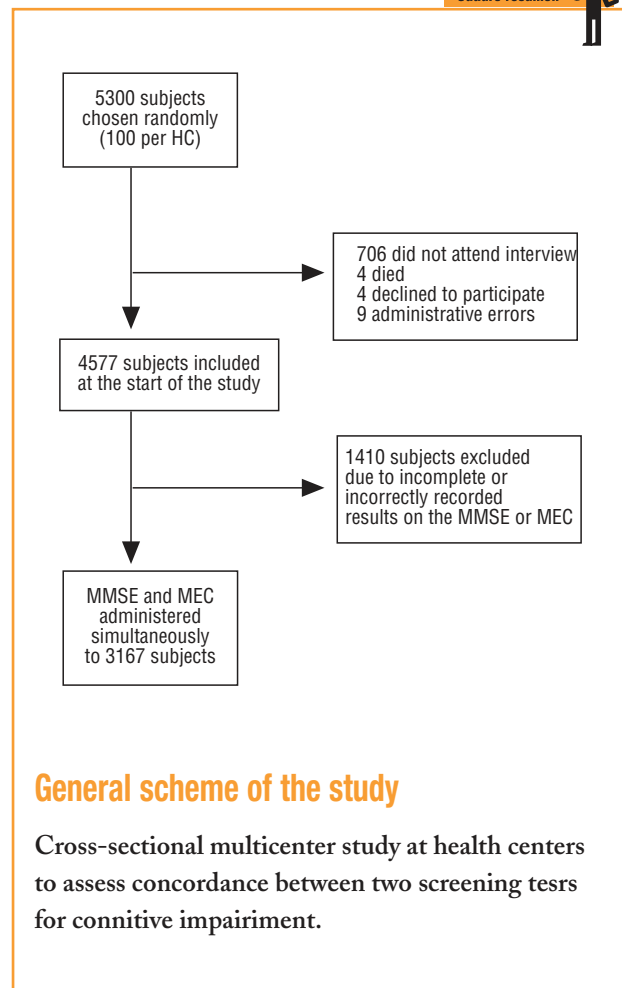 5300 subjects
chosen randomly
(100 per HC)
706 did not attend interview
4 died
4 declined to participate
9 administrative errors
4577 subjects included
at the start of the study
1410 subjects excluded
due to incomplete or
incorrectly recorded
results on the MMSE or MEC
MMSE and MEC
administered
simultaneously
to 3167 subjects
General scheme of the study
Cross-sectional multicenter study at health centers
to assess concordance between two screening tesrs
for connitive impairiment.